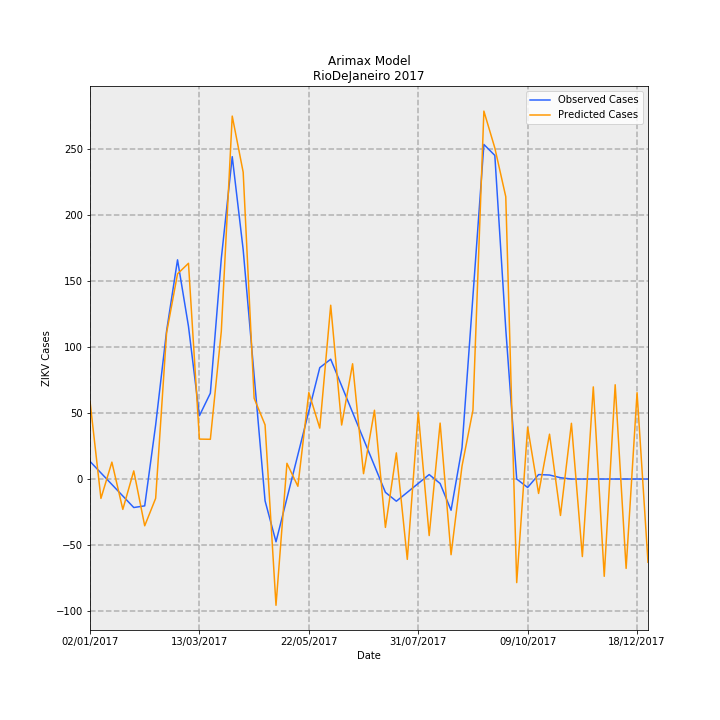 Arimax Model
RioDeJaneiro 2017
Observed Cases
Predicted Cases
ZIKV Cases
250
200
150
100
50
0
−50
−100
02/01/2017
13/03/2017
22/05/2017
31/07/2017
09/10/2017
18/12/2017
Date